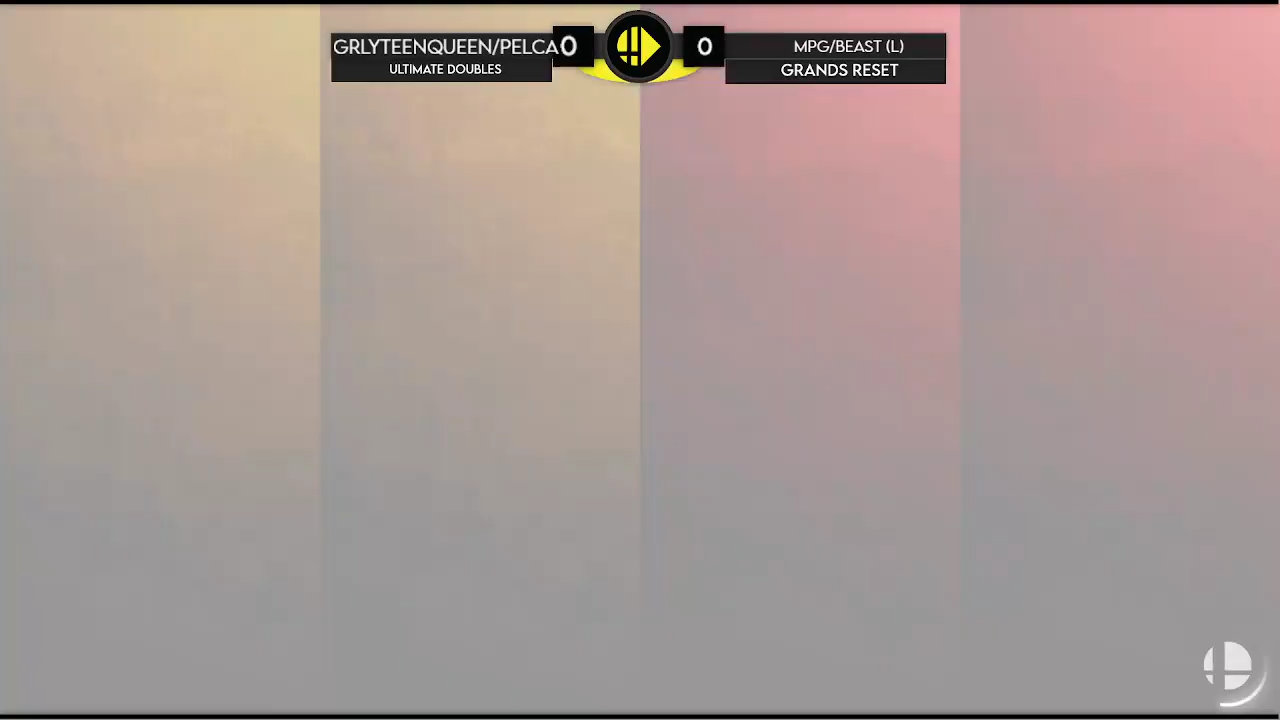 GRLYTEENQUEEN/PELCA
0
0
MPG/BEAST (L)
ULTIMATE DOUBLES
GRANDS RESET